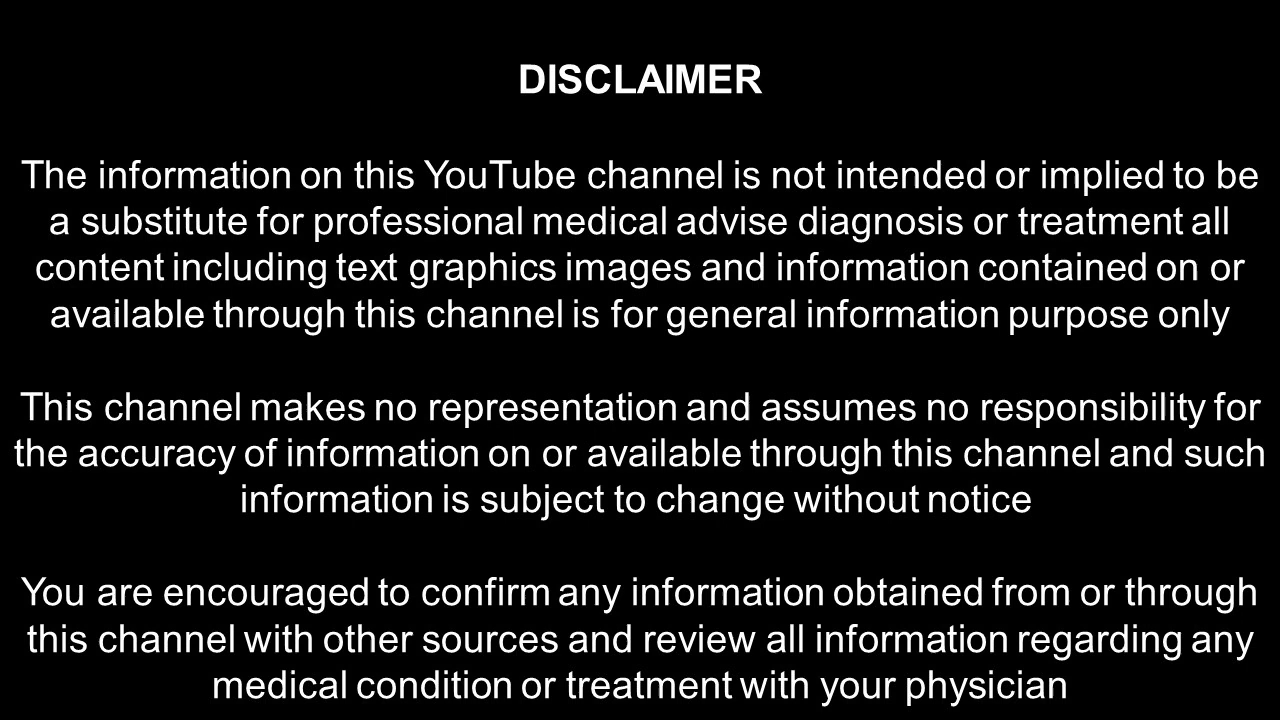 DISCLAIMER
The information on this YouTube channel is not intended or implied to be
a substitute for professional medical advise diagnosis or treatment all
content including text graphics images and information contained on or
available through this channel is for general information purpose only
This channel makes no representation and assumes no responsibility for
the accuracy of information on or available through this channel and such
information is subject to change without notice
You are encouraged to confirm any information obtained from or through
this channel with other sources and review all information regarding any
medical condition or treatment with your physician